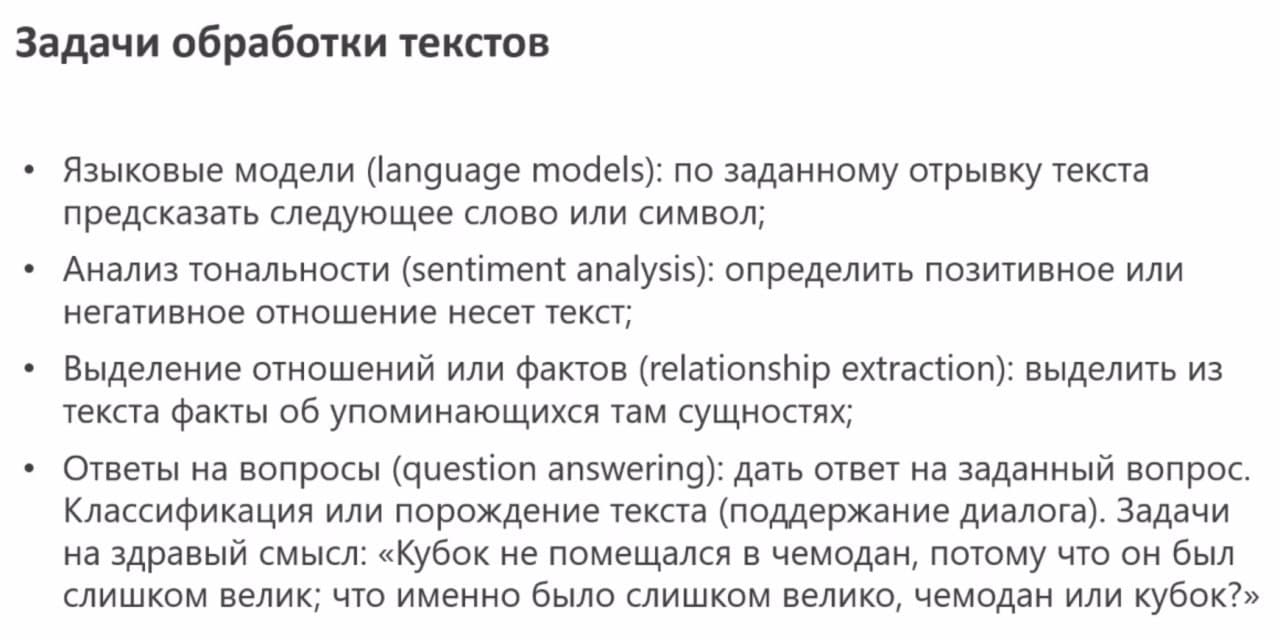 Задачи обработки текстов
• Языковые модели (language models): по заданному отрывку текста
предсказать следующее слово или символ;
• Анализ тональности (sentiment analysis): определить позитивное или
негативное отношение несет текст;
• Выделение отношений или фактов (relationship extraction): выделить из
текста факты об упоминающихся там сущностях;
• Ответы на вопросы (question answering): дать ответ на заданный вопрос.
Классификация или порождение текста (поддержание диалога). Задачи
на здравый смысл: «Кубок не помещался в чемодан, потому что он был
слишком велик; что именно было слишком велико, чемодан или кубок?»